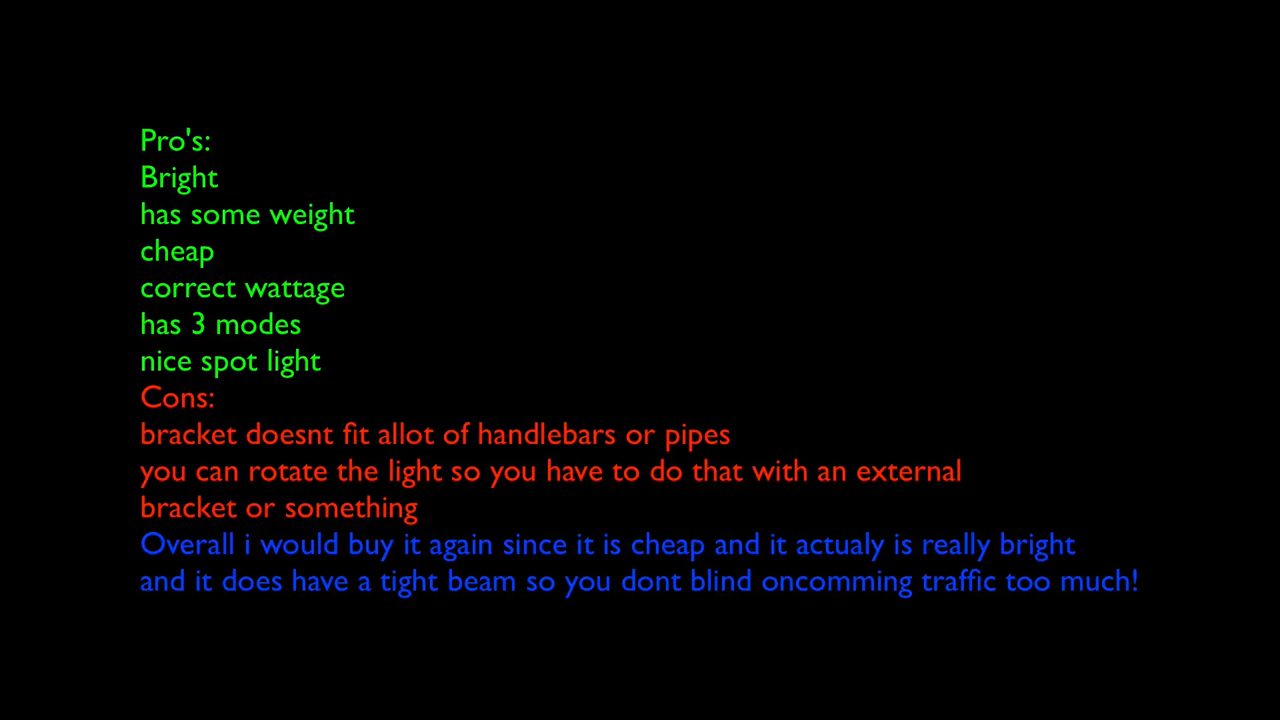 Pro's:
Bright
has some weight
cheap
correct wattage
has 3 modes
nice spot light
Cons:
bracket doesnt fit allot of handlebars or pipes
you can rotate the light so you have to do that with an external
bracket or something
Overall i would buy it again since it is cheap and it actualy is really bright
and it does have a tight beam so you dont blind oncomming traffic too much!